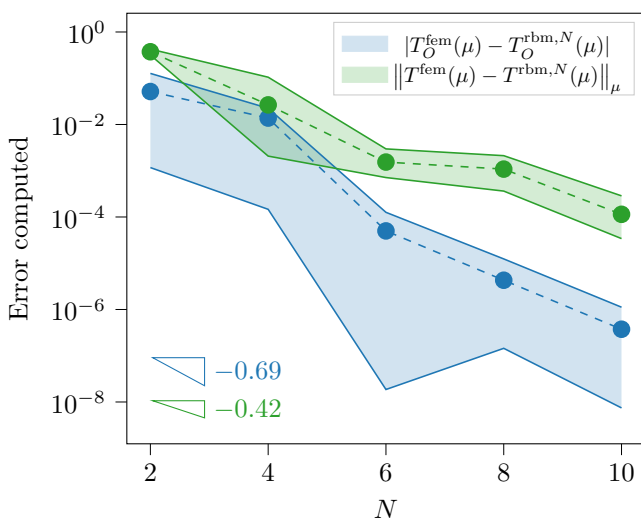 10^0
10^−2
10^−4
10^−6
10^−8
Error computed
|T_O^fem(μ) − T_O^rbm,N(μ)|
‖T^fem(μ) − T^rbm,N(μ)‖_μ
−0.69
−0.42
2 4 6 8 10
N